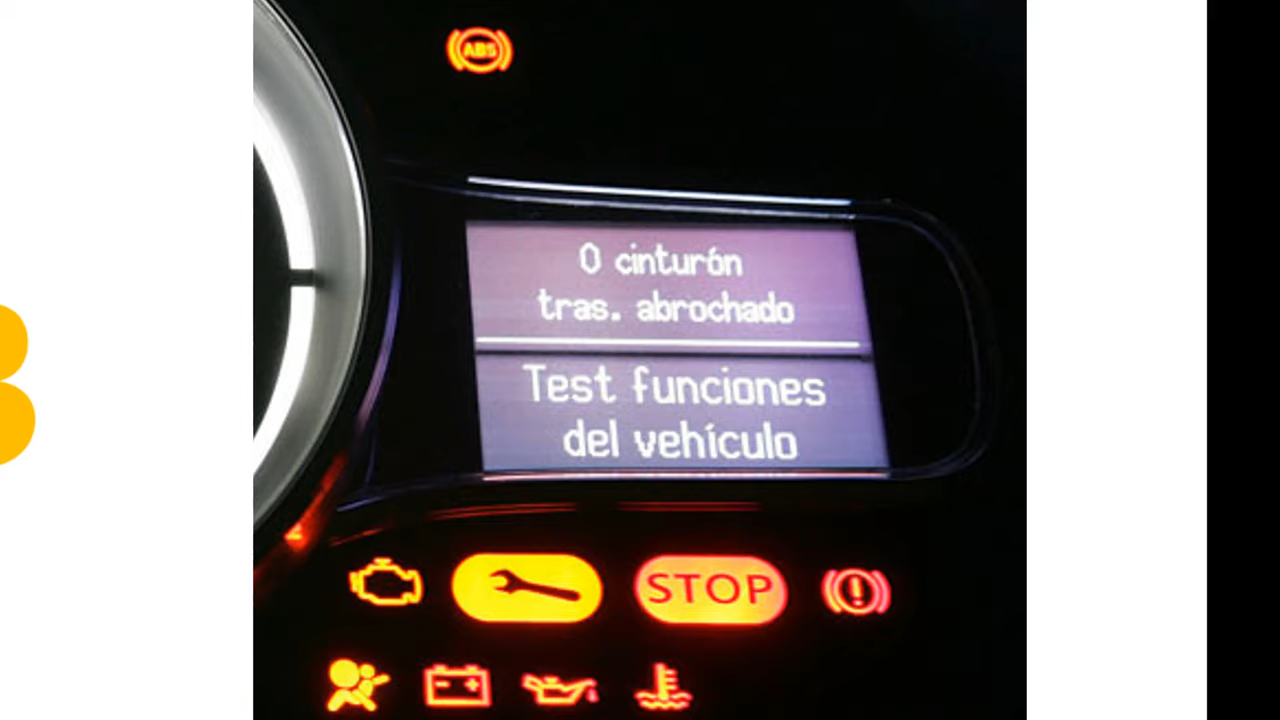 ABS
0 cinturón
tras. abrochado
Test funciones
del vehículo
STOP